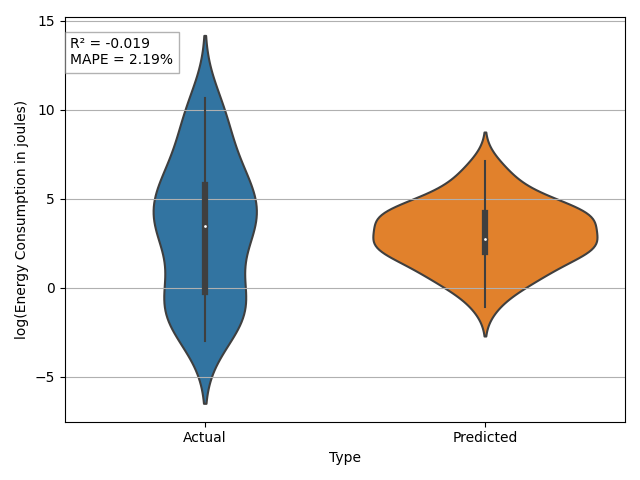 R² = -0.019
MAPE = 2.19%
15
10
5
0
−5
log(Energy Consumption in joules)
Actual
Predicted
Type